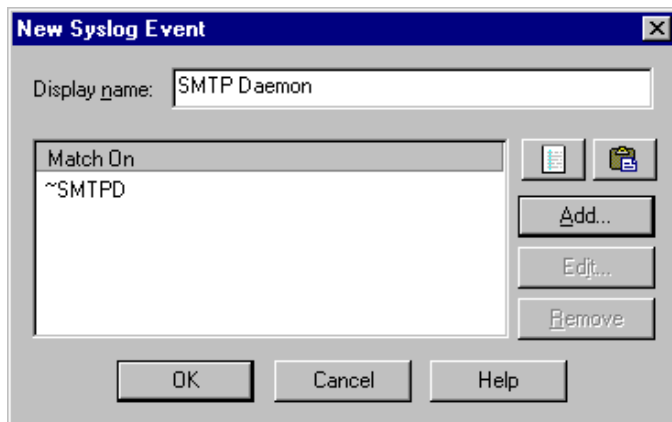 New Syslog Event
Display name: SMTP Daemon
Match On
~SMTPD
Add...
Edit...
Remove
OK Cancel Help